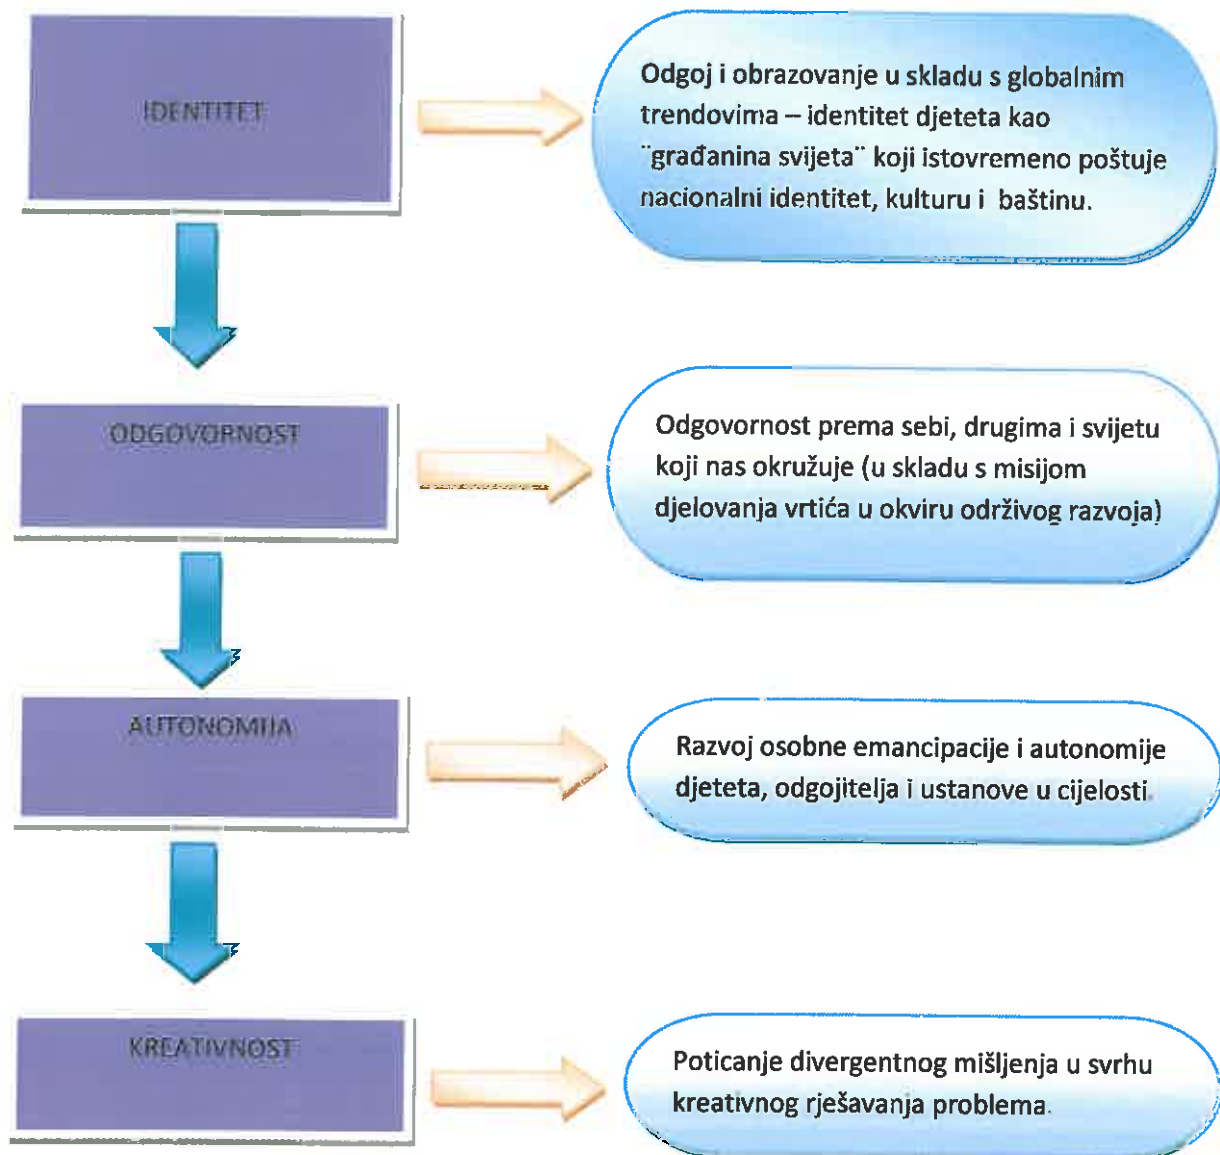 IDENTITET
Odgoj i obrazovanje u skladu s globalnim
trendovima – identitet djeteta kao
¨građanina svijeta¨ koji istovremeno poštuje
nacionalni identitet, kulturu i baštinu.
ODGOVORNOST
Odgovornost prema sebi, drugima i svijetu
koji nas okružuje (u skladu s misijom
djelovanja vrtića u okviru održivog razvoja)
AUTONOMIJA
Razvoj osobne emancipacije i autonomije
djeteta, odgojitelja i ustanove u cijelosti.
KREATIVNOST
Poticanje divergentnog mišljenja u svrhu
kreativnog rješavanja problema.